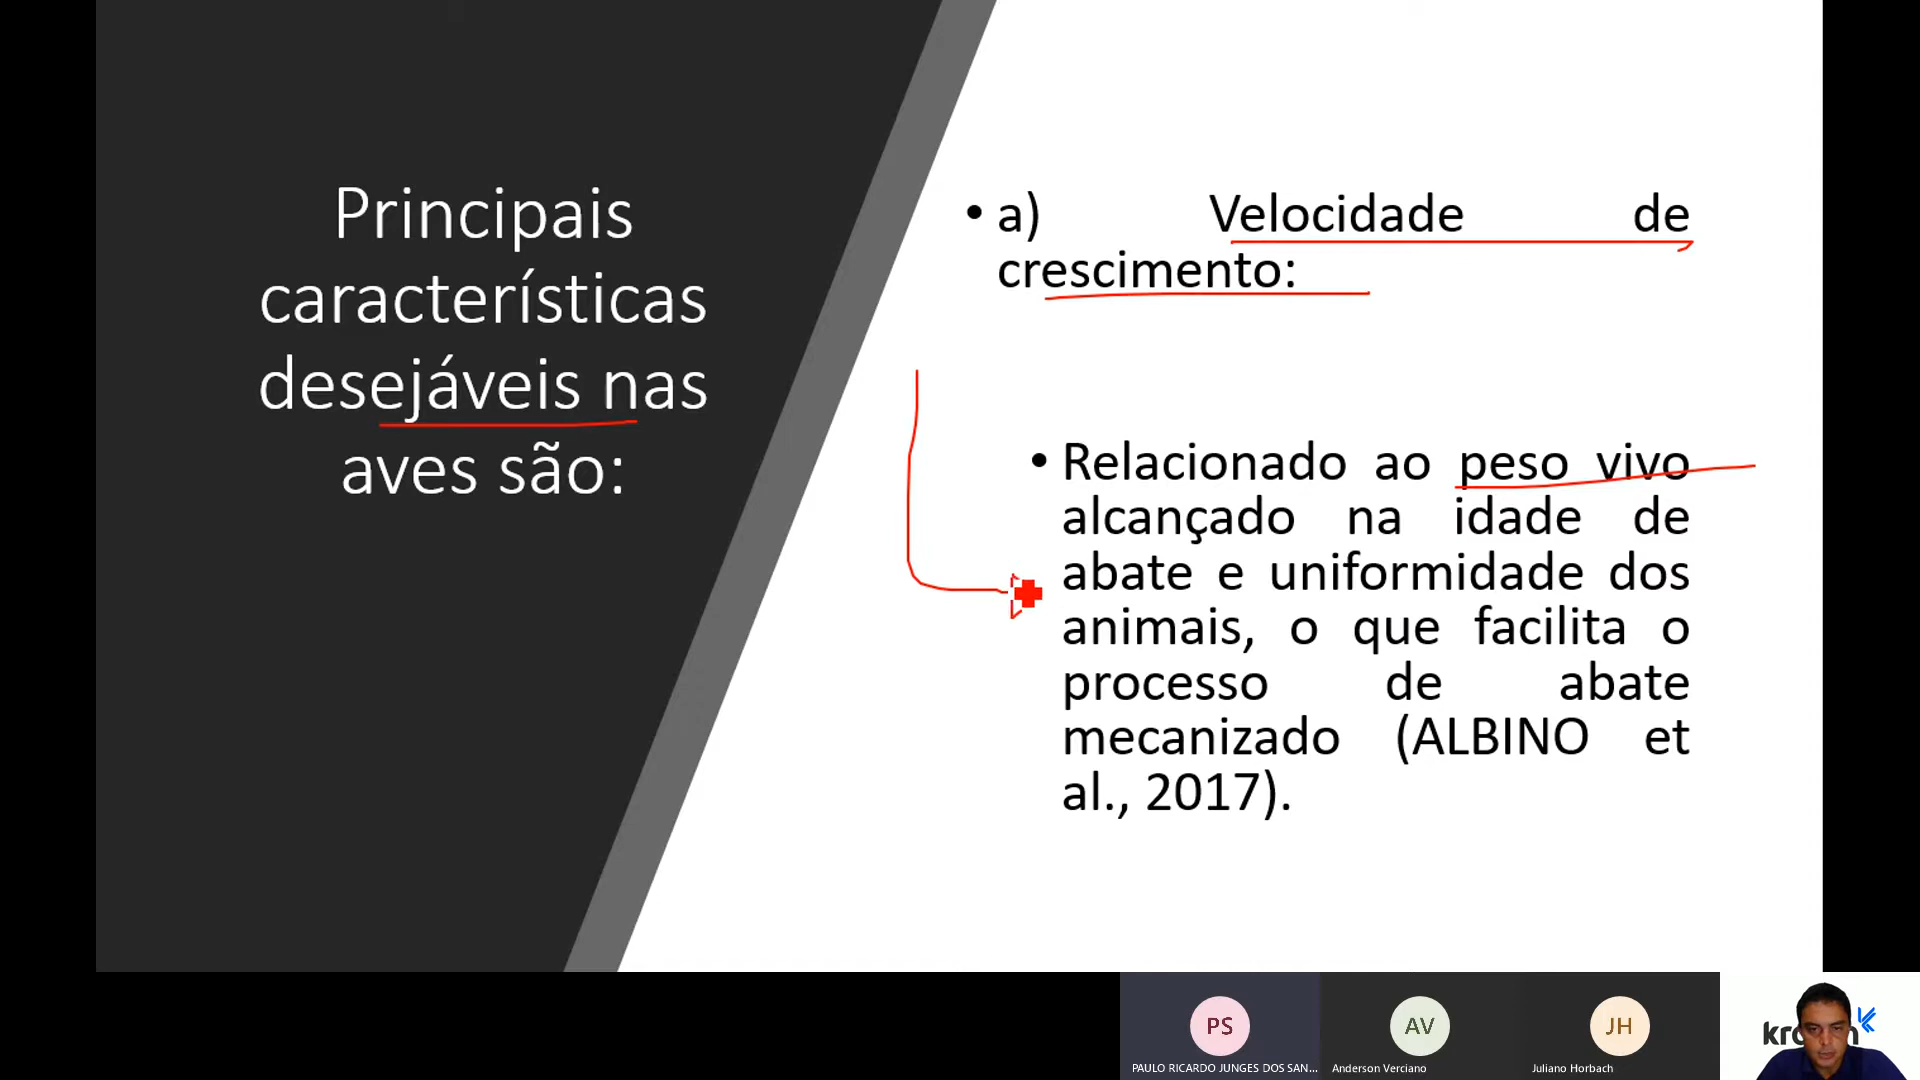 Principais
características
desejáveis nas
aves são:
• a) Velocidade de
crescimento:
• Relacionado ao peso vivo
alcançado na idade de
abate e uniformidade dos
animais, o que facilita o
processo de abate
mecanizado (ALBINO et
al., 2017).
PS
AV
JH
PAULO RICARDO JUNGES DOS SAN...
Anderson Verciano
Juliano Horbach